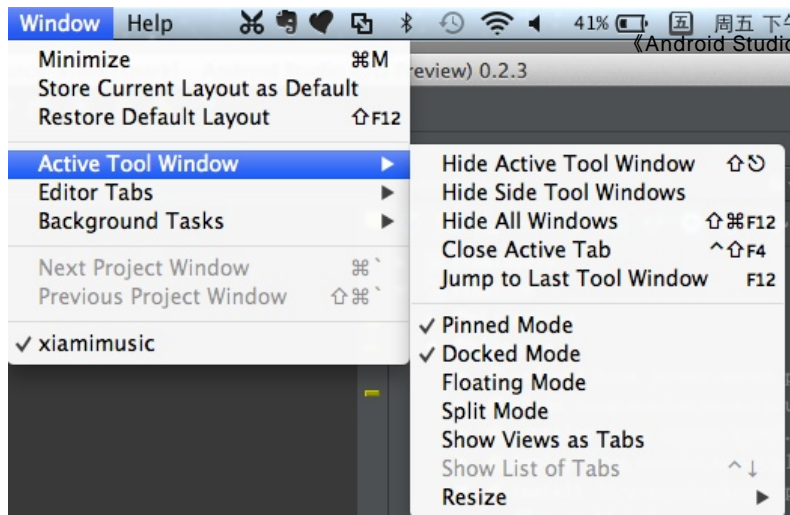 Window Help 41% 五 周五 下午
《Android Studio
Preview) 0.2.3
Minimize ⌘M
Store Current Layout as Default
Restore Default Layout ⇧F12
Active Tool Window ▶
Editor Tabs ▶
Background Tasks ▶
Next Project Window ⌘`
Previous Project Window ⇧⌘`
✓ xiamimusic
Hide Active Tool Window ⇧⎋
Hide Side Tool Windows
Hide All Windows ⇧⌘F12
Close Active Tab ^⇧F4
Jump to Last Tool Window F12
✓ Pinned Mode
✓ Docked Mode
Floating Mode
Split Mode
Show Views as Tabs
Show List of Tabs ^↓
Resize ▶